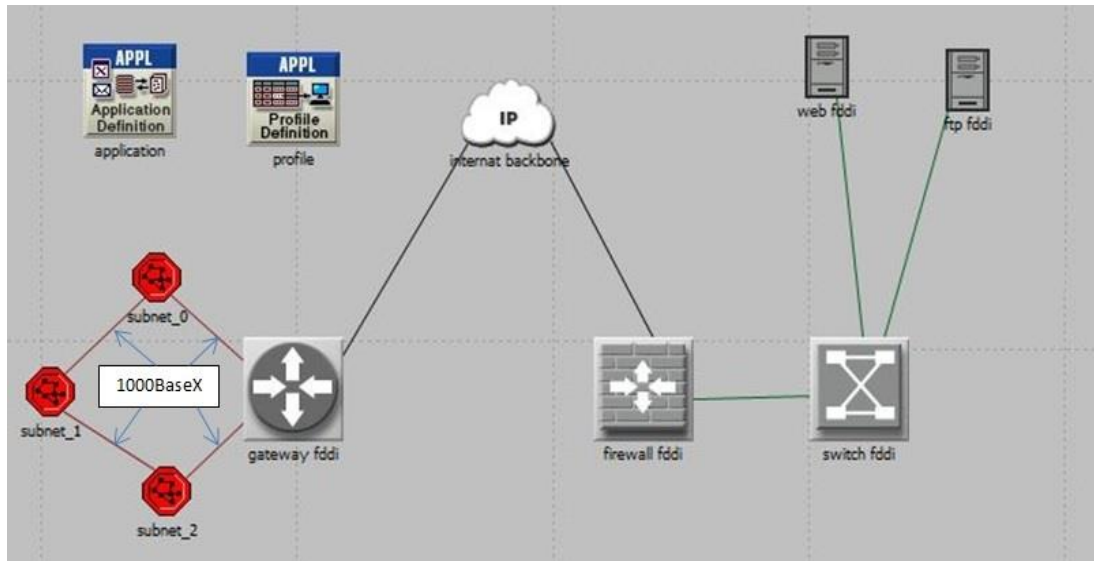 APPL
Application
Definition
application
APPL
Profile
Definition
profile
IP
internat backbone
web fddi
ftp fddi
subnet_0
1000BaseX
subnet_1
subnet_2
gateway fddi
firewall fddi
switch fddi